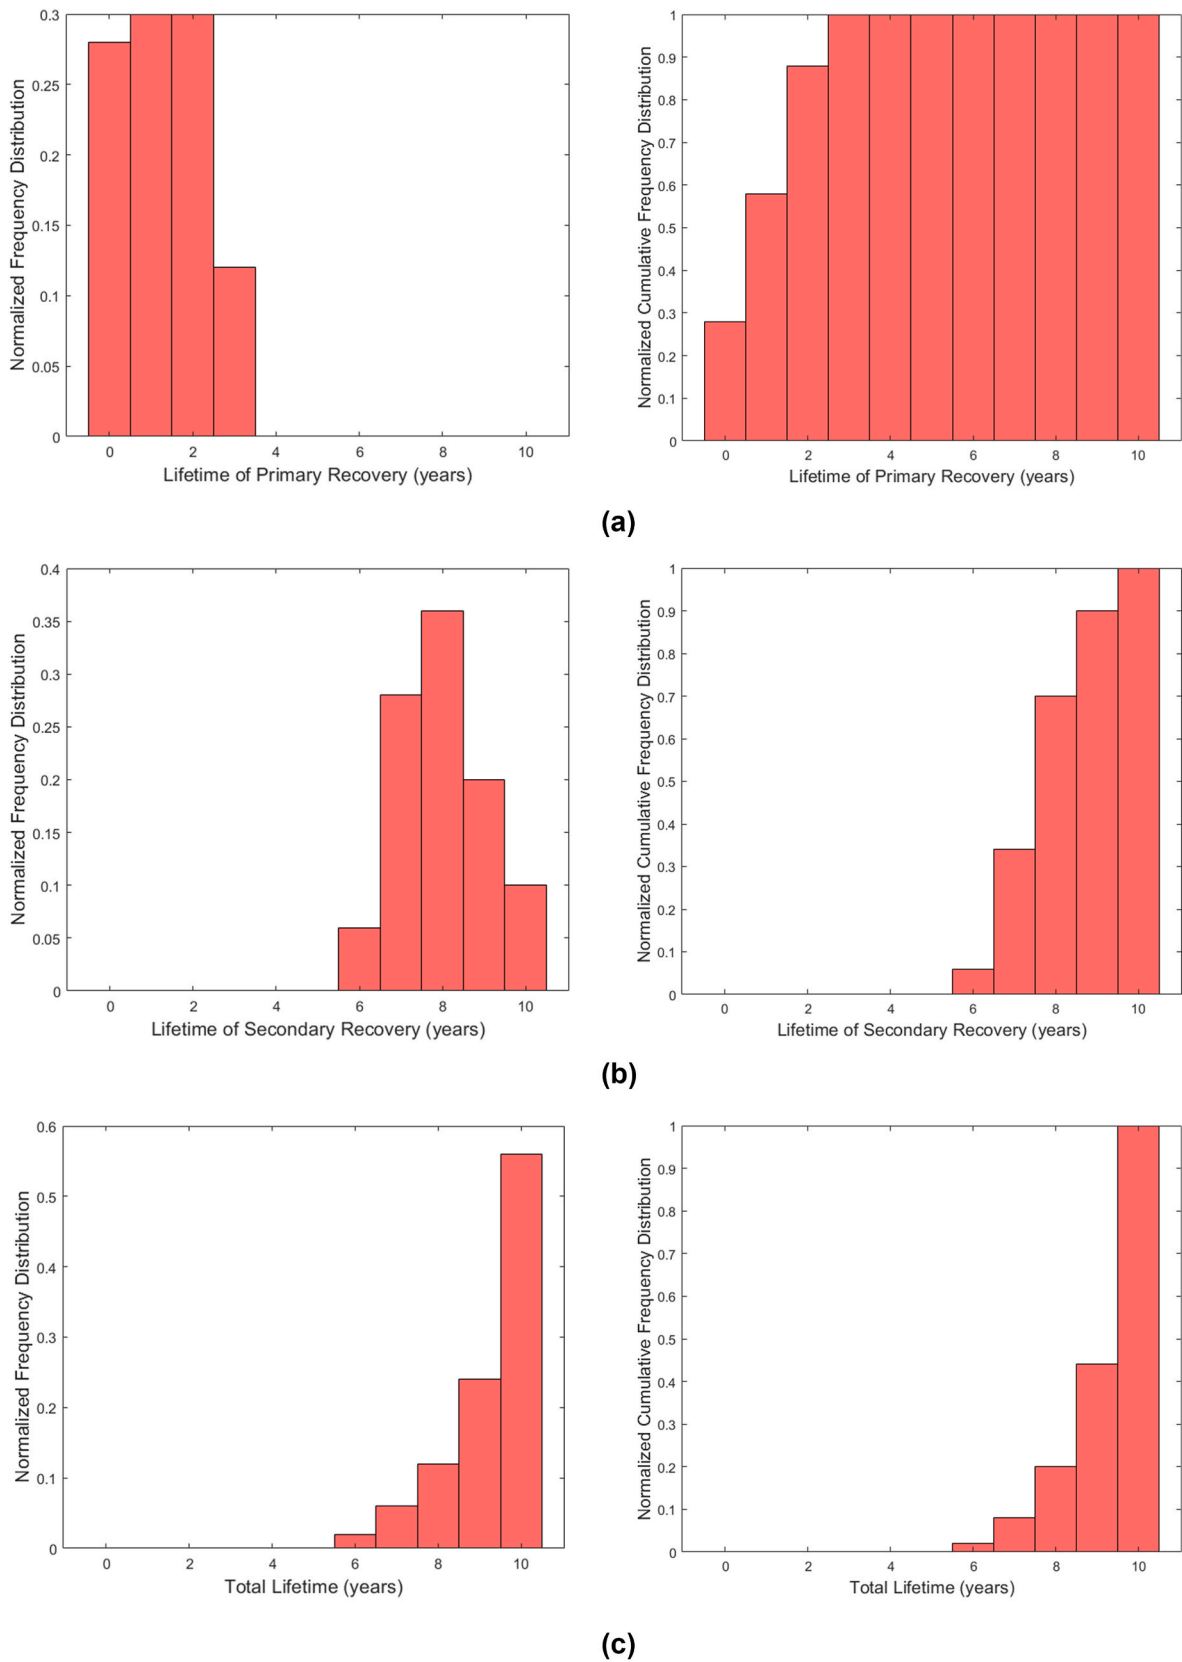 Normalized Frequency Distribution
0.3
0.25
0.2
0.15
0.1
0.05
0
0 2 4 6 8 10
Lifetime of Primary Recovery (years)
Normalized Cumulative Frequency Distribution
1
0.9
0.8
0.7
0.6
0.5
0.4
0.3
0.2
0.1
0
0 2 4 6 8 10
Lifetime of Primary Recovery (years)
(a)
Normalized Frequency Distribution
0.4
0.35
0.3
0.25
0.2
0.15
0.1
0.05
0
0 2 4 6 8 10
Lifetime of Secondary Recovery (years)
Normalized Cumulative Frequency Distribution
1
0.9
0.8
0.7
0.6
0.5
0.4
0.3
0.2
0.1
0
0 2 4 6 8 10
Lifetime of Secondary Recovery (years)
(b)
Normalized Frequency Distribution
0.6
0.5
0.4
0.3
0.2
0.1
0
0 2 4 6 8 10
Total Lifetime (years)
Normalized Cumulative Frequency Distribution
1
0.9
0.8
0.7
0.6
0.5
0.4
0.3
0.2
0.1
0
0 2 4 6 8 10
Total Lifetime (years)
(c)